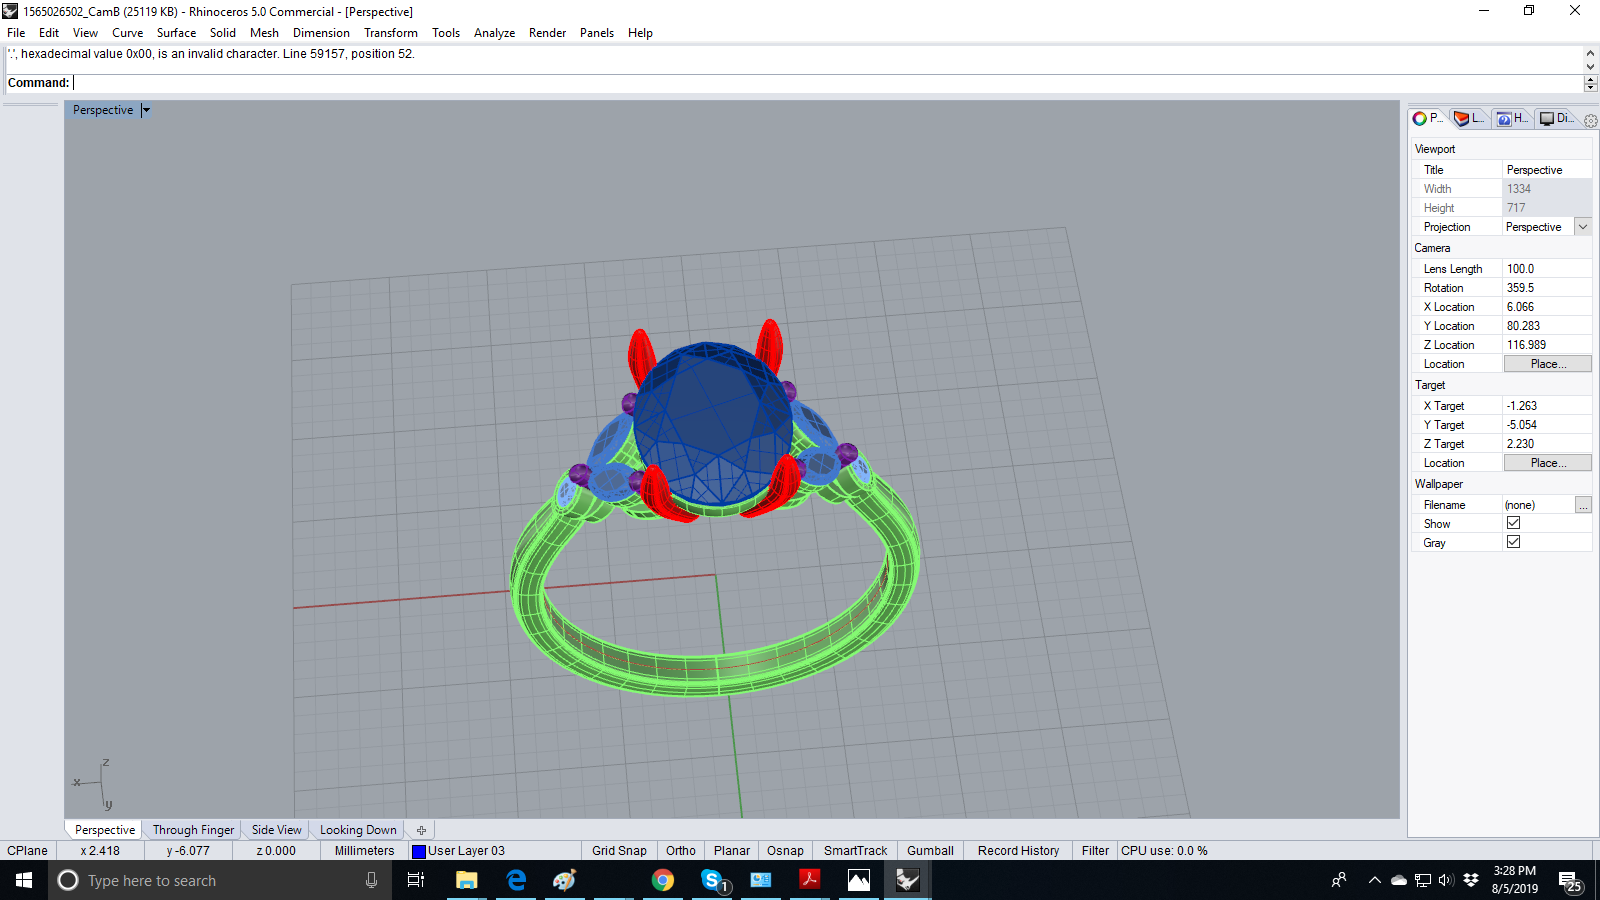 1565026502_CamB (25119 KB) - Rhinoceros 5.0 Commercial - [Perspective]
File Edit View Curve Surface Solid Mesh Dimension Transform Tools Analyze Render Panels Help
'.', hexadecimal value 0x00, is an invalid character. Line 59157, position 52.
Command:
Perspective
P... L... H... Di...
Viewport
Title Perspective
Width 1334
Height 717
Projection Perspective
Camera
Lens Length 100.0
Rotation 359.5
X Location 6.066
Y Location 80.283
Z Location 116.989
Location Place...
Target
X Target -1.263
Y Target -5.054
Z Target 2.230
Location Place...
Wallpaper
Filename (none) ...
Show
Gray
z
x
y
Perspective Through Finger Side View Looking Down
CPlane x 2.418 y -6.077 z 0.000 Millimeters User Layer 03 Grid Snap Ortho Planar Osnap SmartTrack Gumball Record History Filter CPU use: 0.0 %
Type here to search
1
3:28 PM
8/5/2019
25